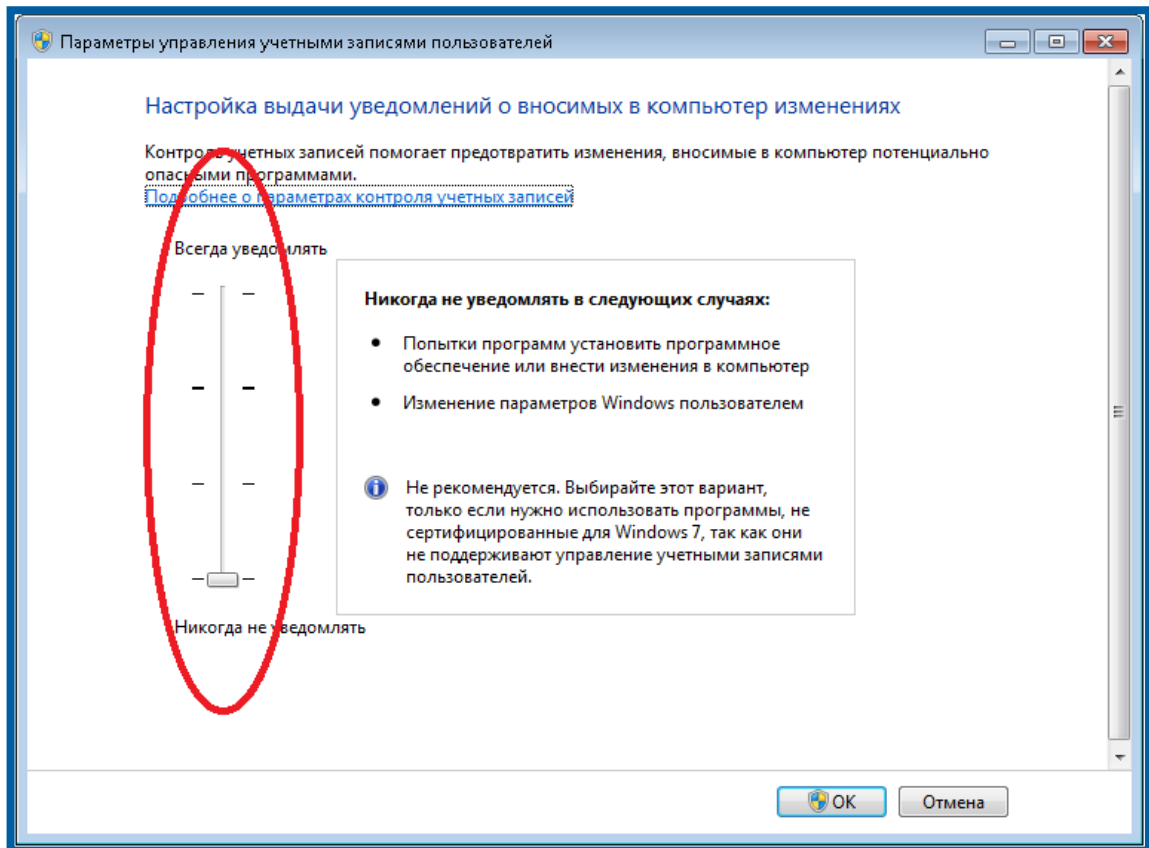 Параметры управления учетными записями пользователей
Настройка выдачи уведомлений о вносимых в компьютер изменениях
Контроль учетных записей помогает предотвратить изменения, вносимые в компьютер потенциально
опасными программами.
Подробнее о параметрах контроля учетных записей
Всегда уведомлять
Никогда не уведомлять в следующих случаях:
Попытки программ установить программное
обеспечение или внести изменения в компьютер
Изменение параметров Windows пользователем
Не рекомендуется. Выбирайте этот вариант,
только если нужно использовать программы, не
сертифицированные для Windows 7, так как они
не поддерживают управление учетными записями
пользователей.
Никогда не уведомлять
OK
Отмена